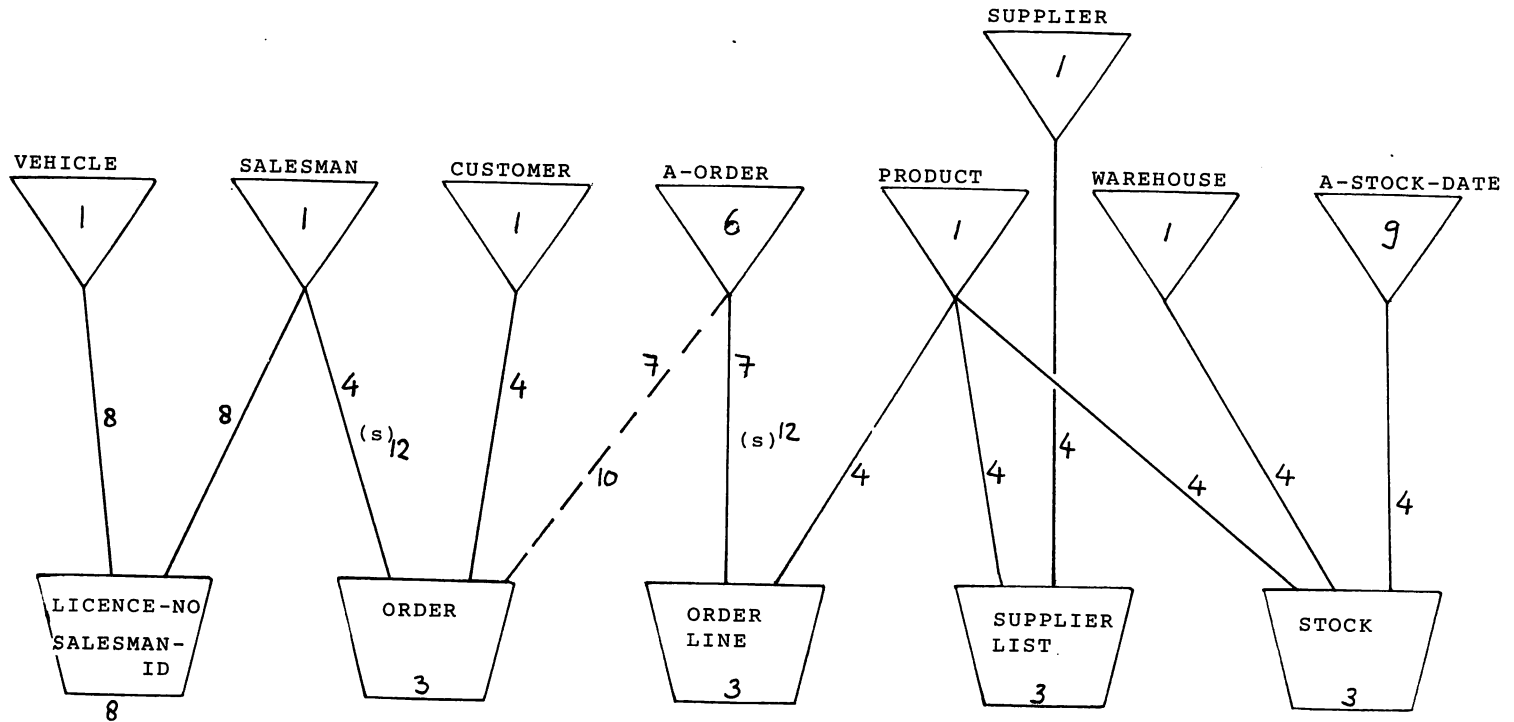 SUPPLIER
1
VEHICLE
SALESMAN
CUSTOMER
A-ORDER
PRODUCT
WAREHOUSE
A-STOCK-DATE
1
1
1
6
1
1
9
8
8
4
(s) 12
4
7
10
7
(s) 12
4
4
4
4
4
4
LICENCE-NO
SALESMAN-
ID
8
ORDER
3
ORDER
LINE
3
SUPPLIER
LIST
3
STOCK
3